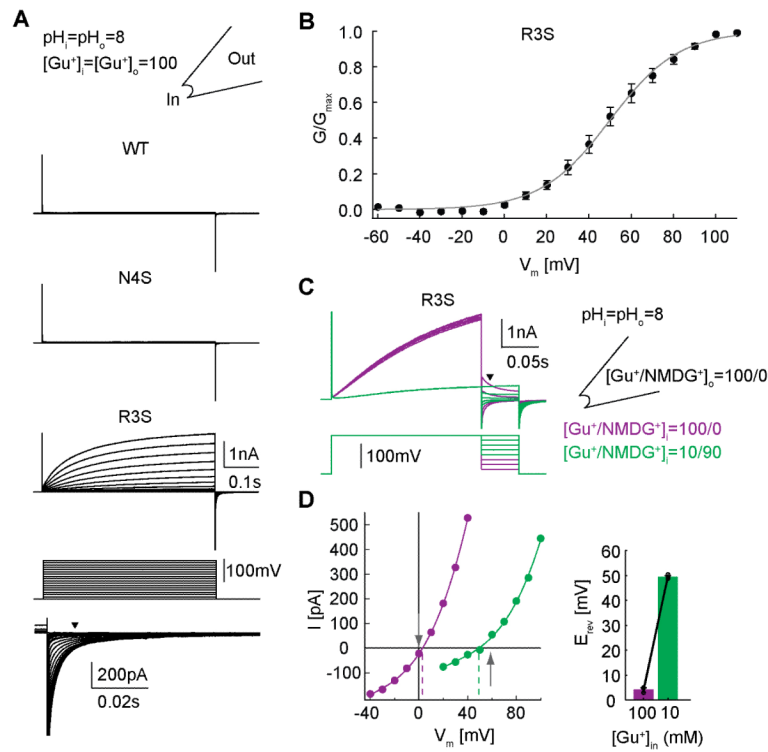 A
pHi=pHo=8
[Gu⁺]i=[Gu⁺]o=100
Out
In
WT
N4S
R3S
1nA
0.1s
100mV
200pA
0.02s
B
R3S
G/Gmax
1.0
0.8
0.6
0.4
0.2
0.0
-60 -40 -20 0 20 40 60 80 100
Vm [mV]
C
R3S
1nA
0.05s
100mV
pHi=pHo=8
[Gu⁺/NMDG⁺]o=100/0
[Gu⁺/NMDG⁺]i=100/0
[Gu⁺/NMDG⁺]i=10/90
D
I [pA]
500
400
300
200
100
0
-100
-40 0 40 80
Vm [mV]
Erev [mV]
60
50
40
30
20
10
0
100 10
[Gu⁺]in (mM)